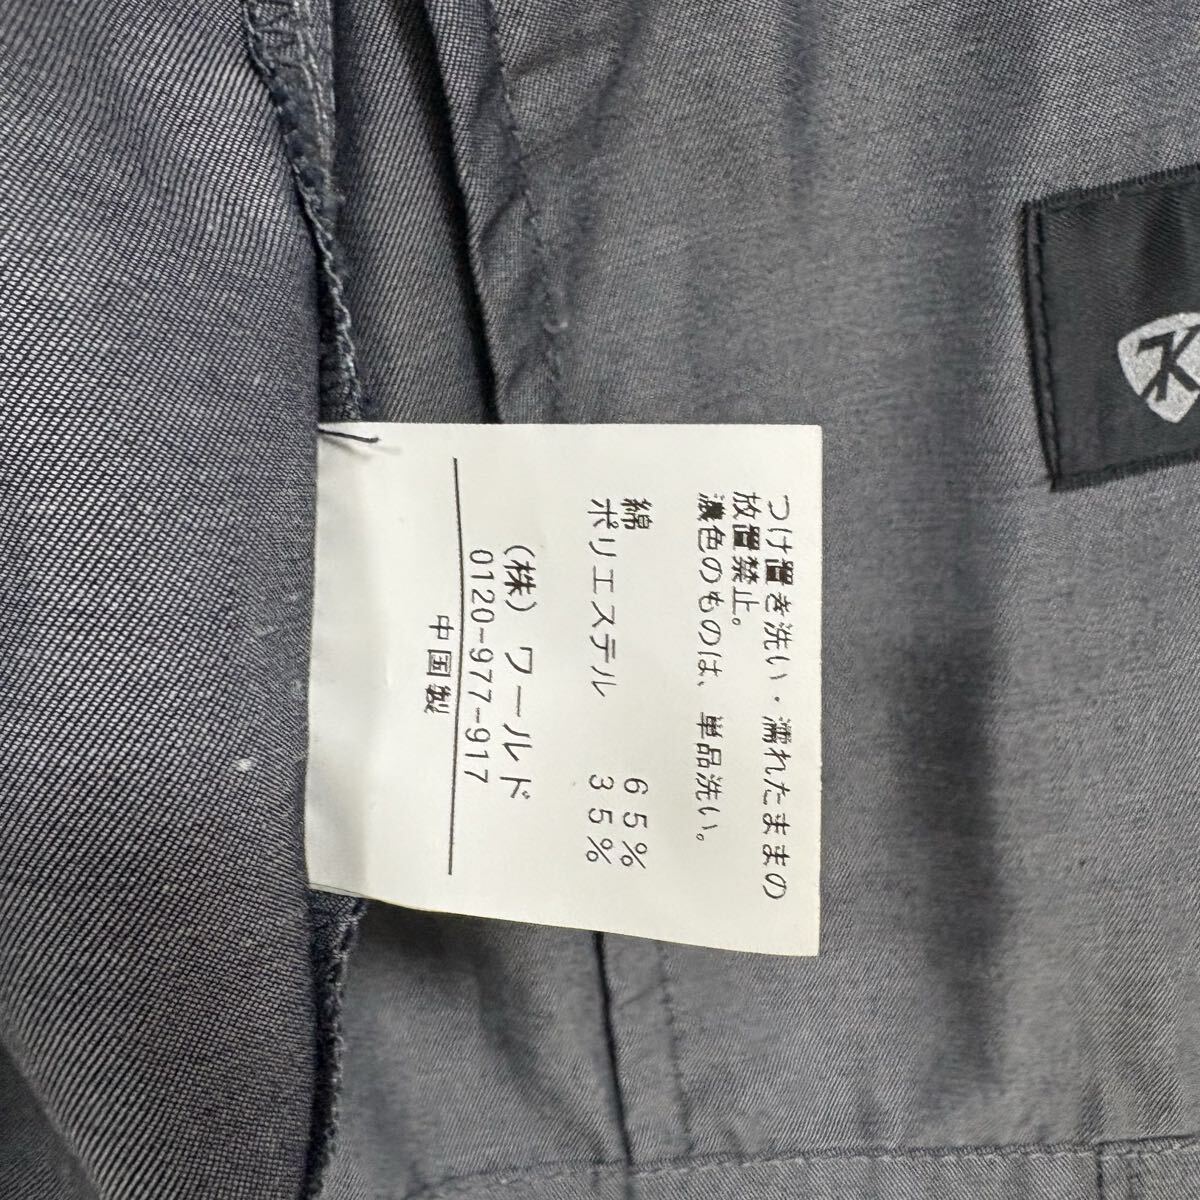 つけ置き洗い・濡れたままの
放置禁止。
濃色のものは、単品洗い。
綿 65%
ポリエステル 35%
(株) ワールド
0120-977-917
中国製
K